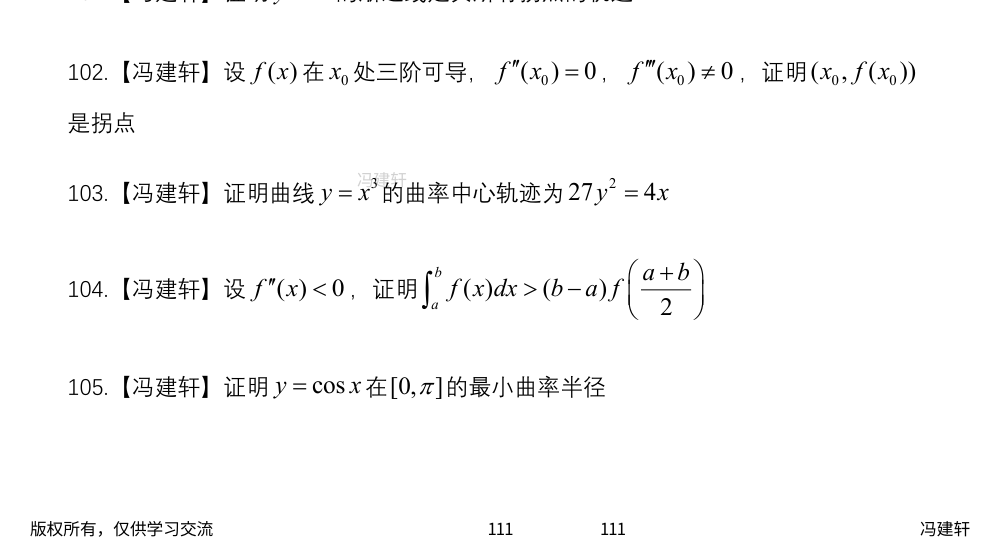 102.【冯建轩】设 f(x) 在 x₀ 处三阶可导， f″(x₀) = 0 ， f‴(x₀) ≠ 0 ，证明 (x₀, f(x₀))
是拐点
冯建轩
103.【冯建轩】证明曲线 y = x³ 的曲率中心轨迹为 27y² = 4x
104.【冯建轩】设 f″(x) < 0 ，证明 ∫ₐᵇ f(x)dx > (b − a) f((a + b)/2)
105.【冯建轩】证明 y = cos x 在 [0, π] 的最小曲率半径
版权所有，仅供学习交流 111 111 冯建轩